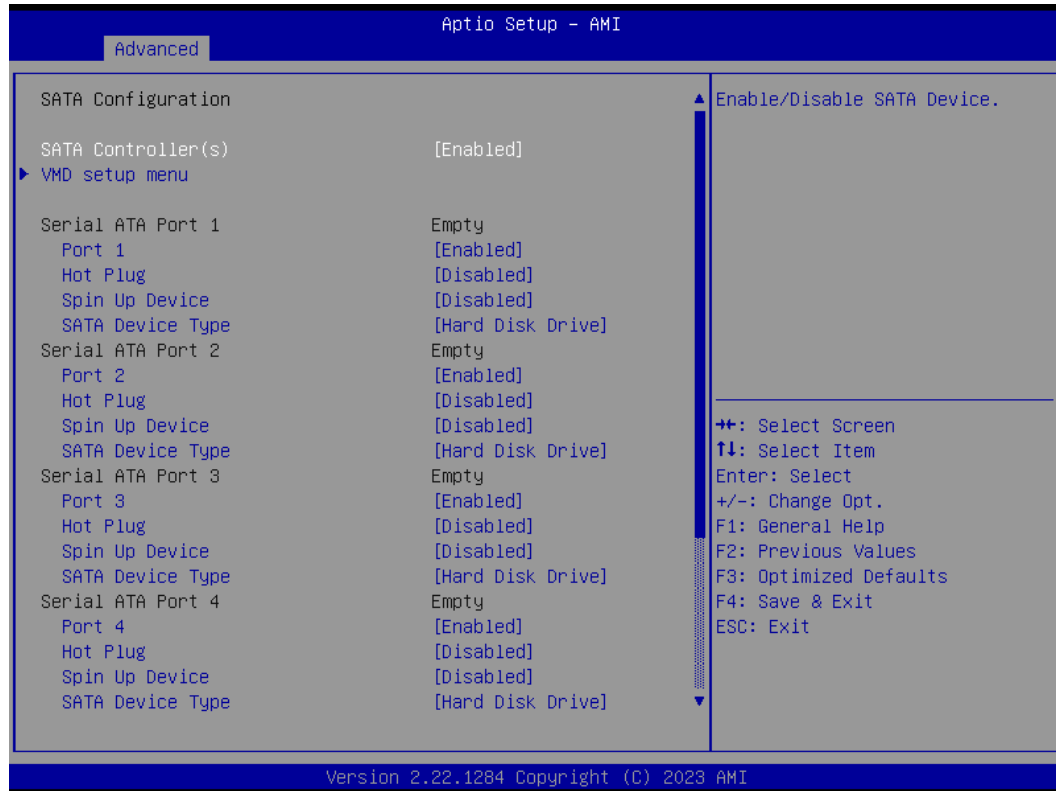 Aptio Setup – AMI
Advanced
SATA Configuration
SATA Controller(s) [Enabled]
VMD setup menu
Serial ATA Port 1 Empty
Port 1 [Enabled]
Hot Plug [Disabled]
Spin Up Device [Disabled]
SATA Device Type [Hard Disk Drive]
Serial ATA Port 2 Empty
Port 2 [Enabled]
Hot Plug [Disabled]
Spin Up Device [Disabled]
SATA Device Type [Hard Disk Drive]
Serial ATA Port 3 Empty
Port 3 [Enabled]
Hot Plug [Disabled]
Spin Up Device [Disabled]
SATA Device Type [Hard Disk Drive]
Serial ATA Port 4 Empty
Port 4 [Enabled]
Hot Plug [Disabled]
Spin Up Device [Disabled]
SATA Device Type [Hard Disk Drive]
Enable/Disable SATA Device.
→←: Select Screen
↑↓: Select Item
Enter: Select
+/-: Change Opt.
F1: General Help
F2: Previous Values
F3: Optimized Defaults
F4: Save & Exit
ESC: Exit
Version 2.22.1284 Copyright (C) 2023 AMI